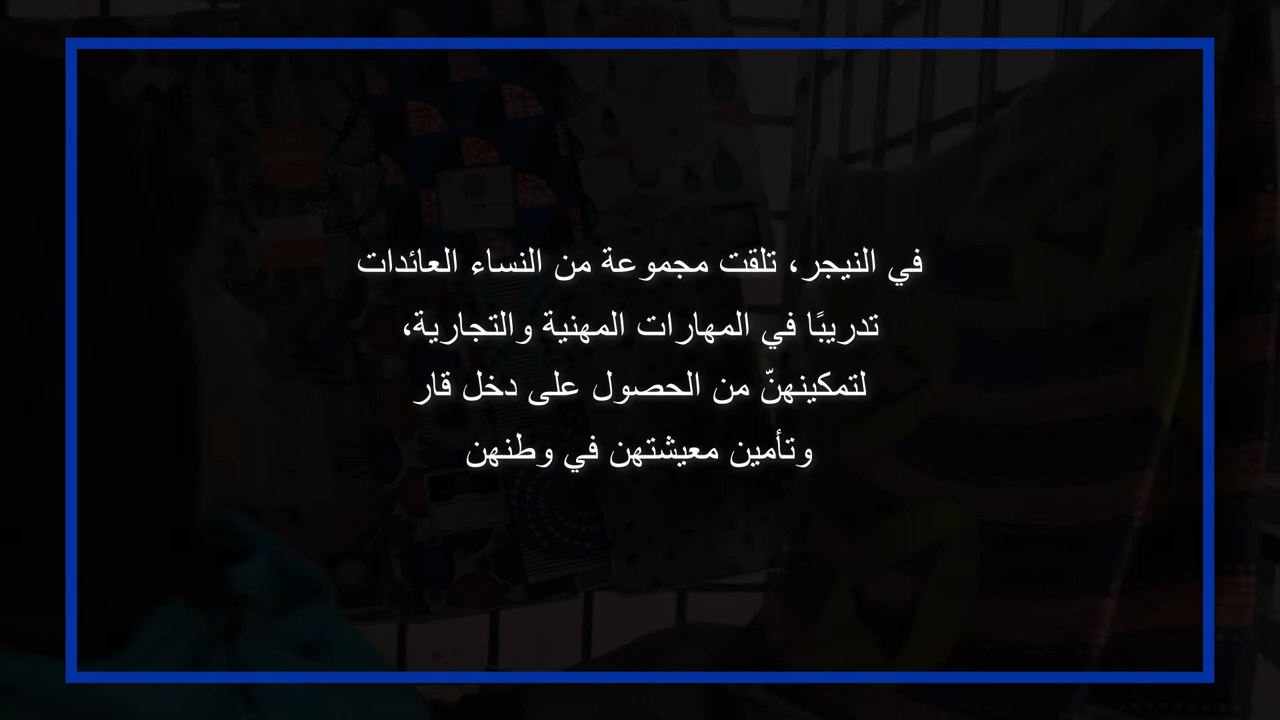 في النيجر، تلقت مجموعة من النساء العائدات
تدريبًا في المهارات المهنية والتجارية،
لتمكينهنّ من الحصول على دخل قار
وتأمين معيشتهن في وطنهن